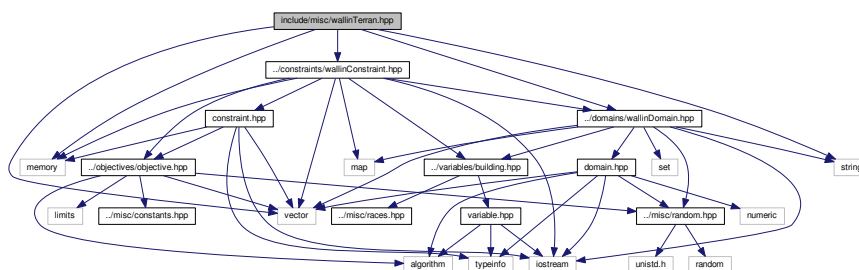 include/misc/wallinTerran.hpp
../constraints/wallinConstraint.hpp
constraint.hpp
../domains/wallinDomain.hpp
memory
../objectives/objective.hpp
map
../variables/building.hpp
domain.hpp
set
string
limits
../misc/constants.hpp
vector
../misc/races.hpp
variable.hpp
../misc/random.hpp
numeric
algorithm
typeinfo
iostream
unistd.h
random